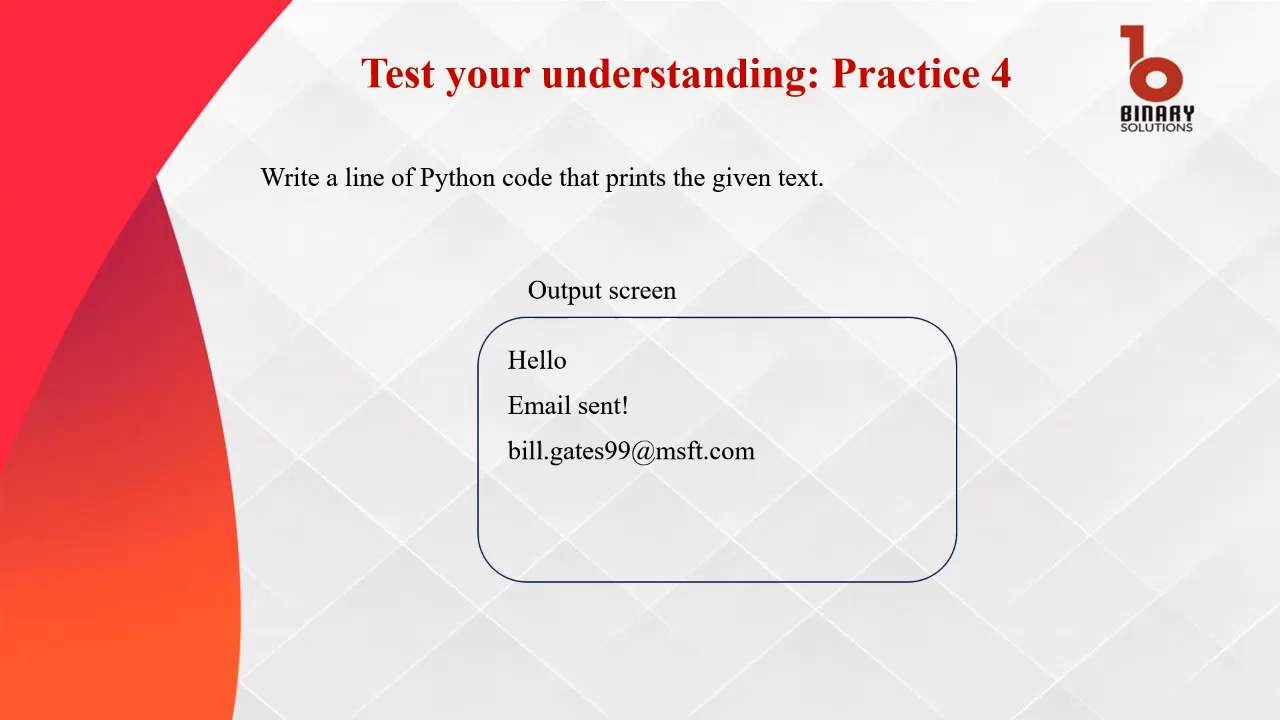 Test your understanding: Practice 4
BINARY
SOLUTIONS
Write a line of Python code that prints the given text.
Output screen
Hello
Email sent!
bill.gates99@msft.com